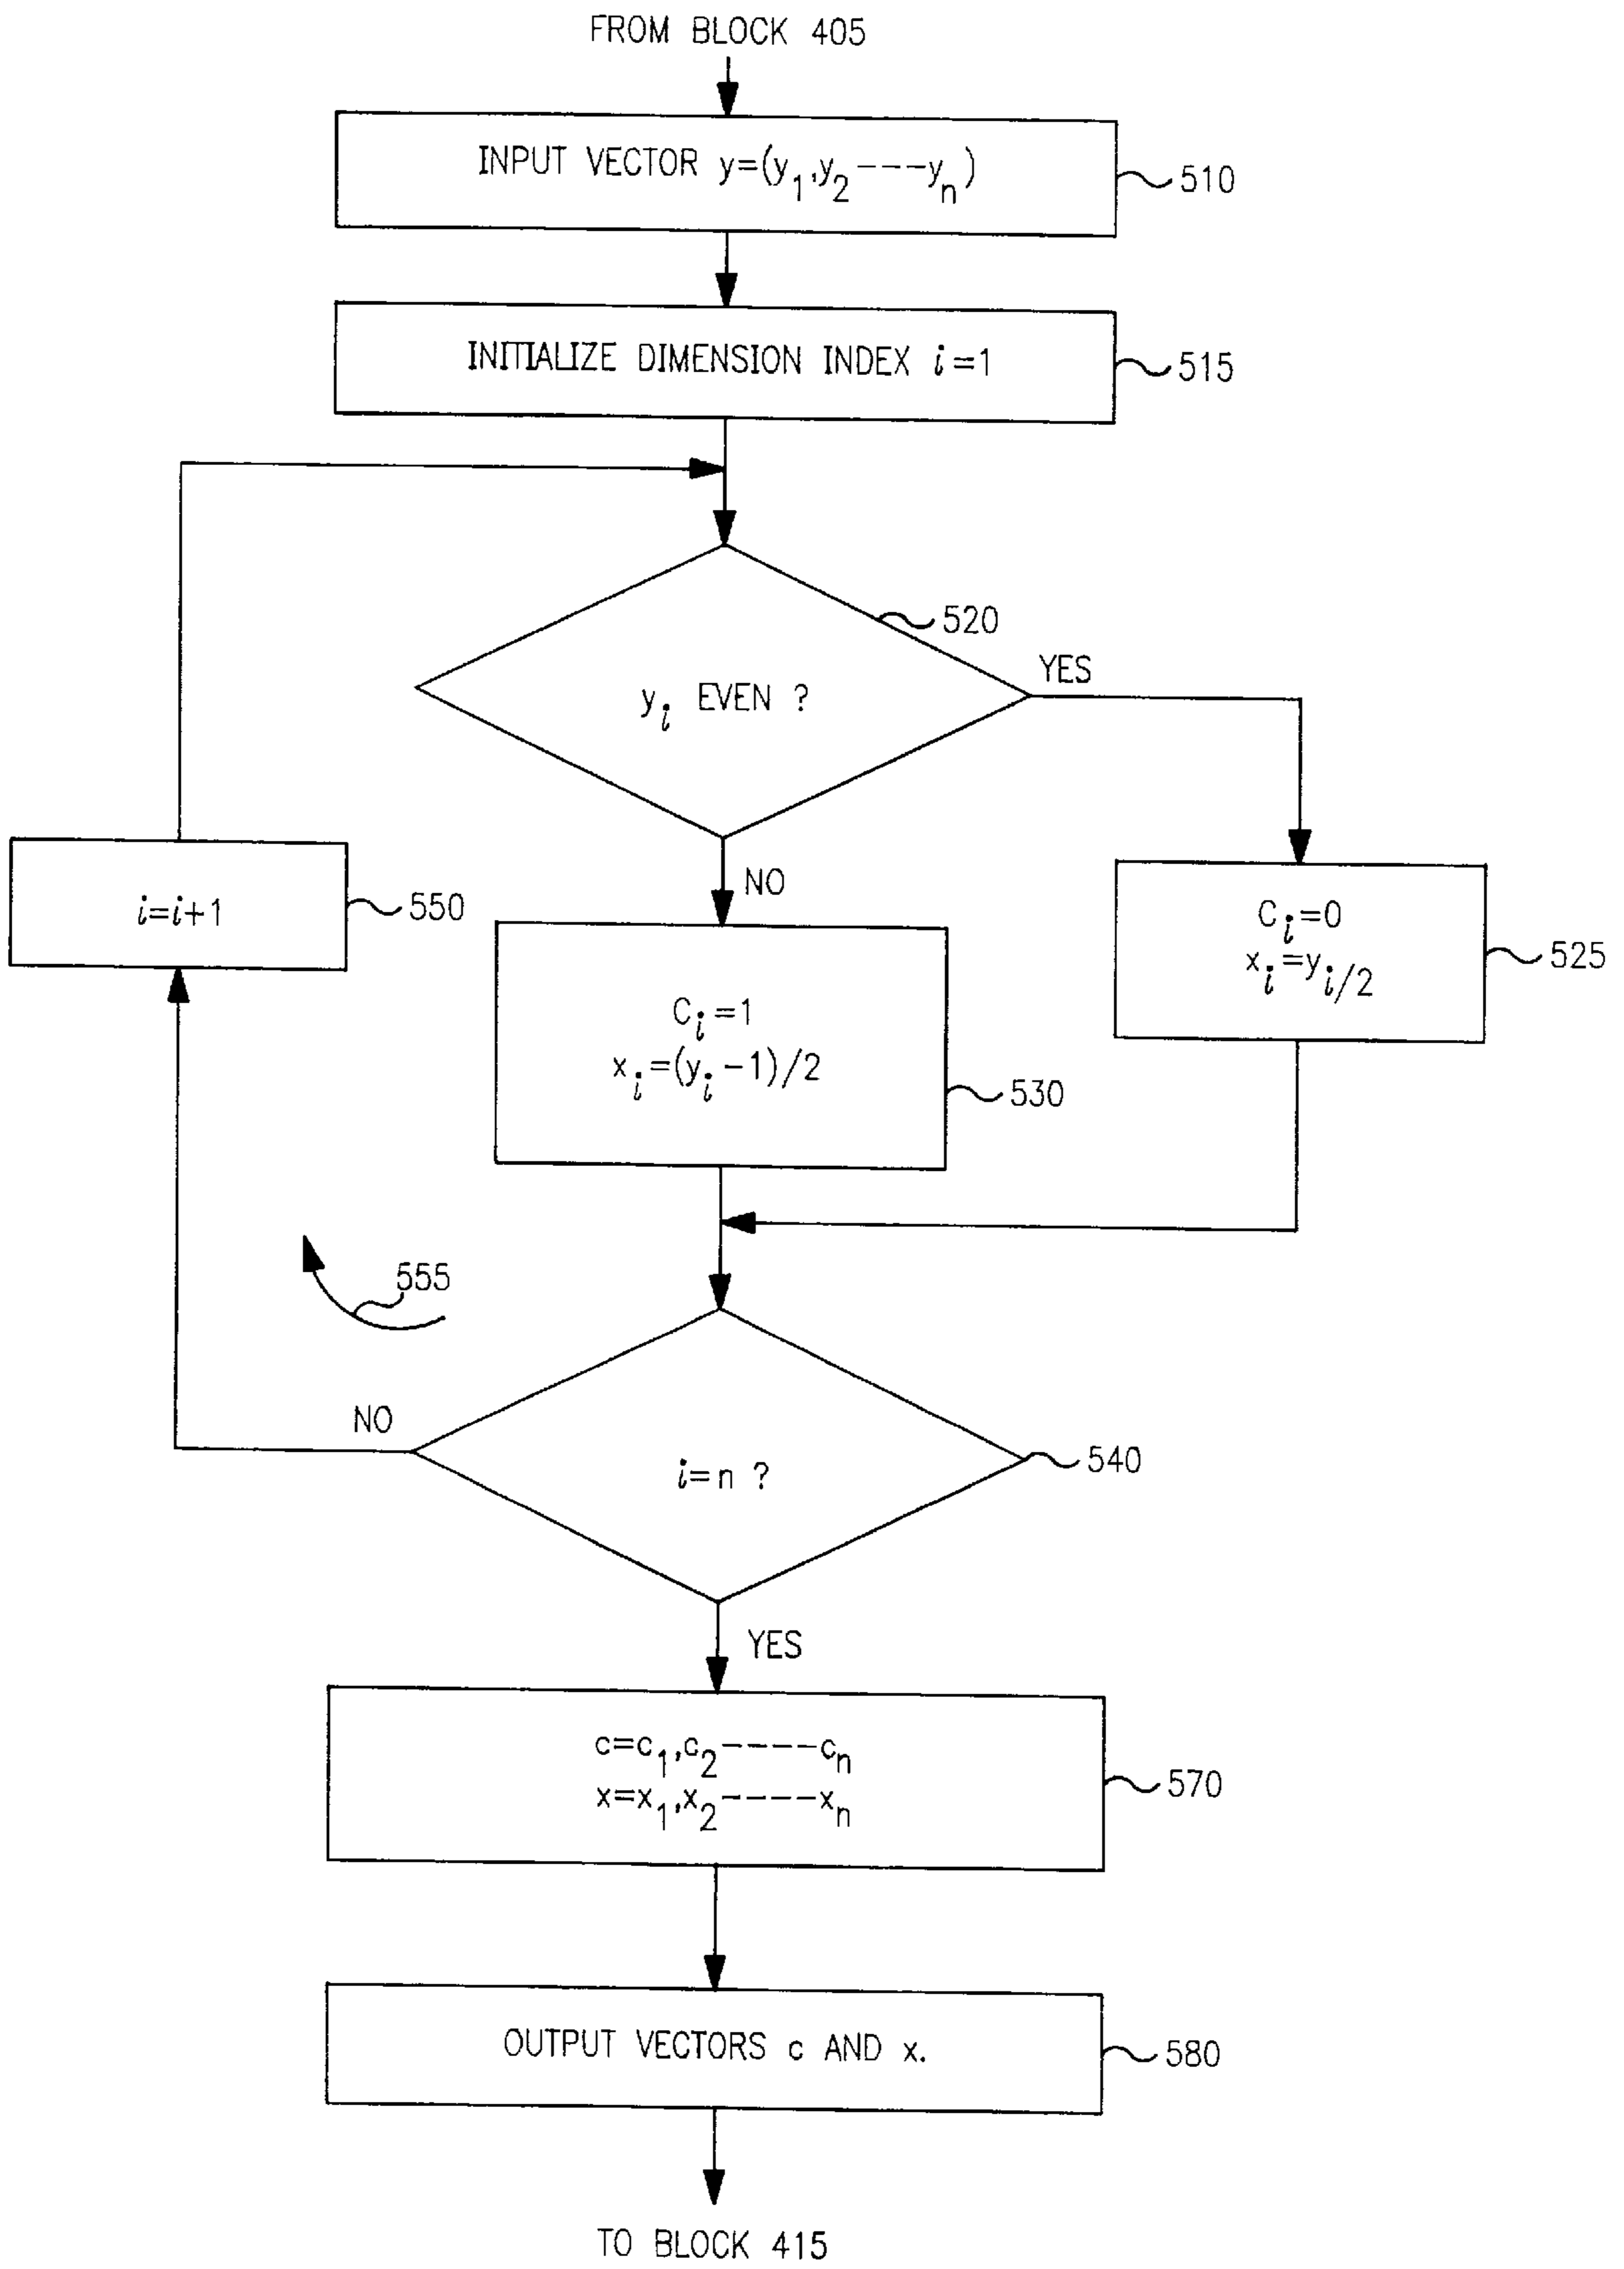 FROM BLOCK 405
INPUT VECTOR y=(y₁,y₂----yₙ)
510
INITIALIZE DIMENSION INDEX i=1
515
520
yᵢ EVEN ?
YES
NO
i=i+1
550
Cᵢ=0
xᵢ=yᵢ/2
525
Cᵢ=1
xᵢ=(yᵢ-1)/2
530
555
NO
i=n ?
540
YES
c=c₁,c₂----cₙ
x=x₁,x₂----xₙ
570
OUTPUT VECTORS c AND x.
580
TO BLOCK 415